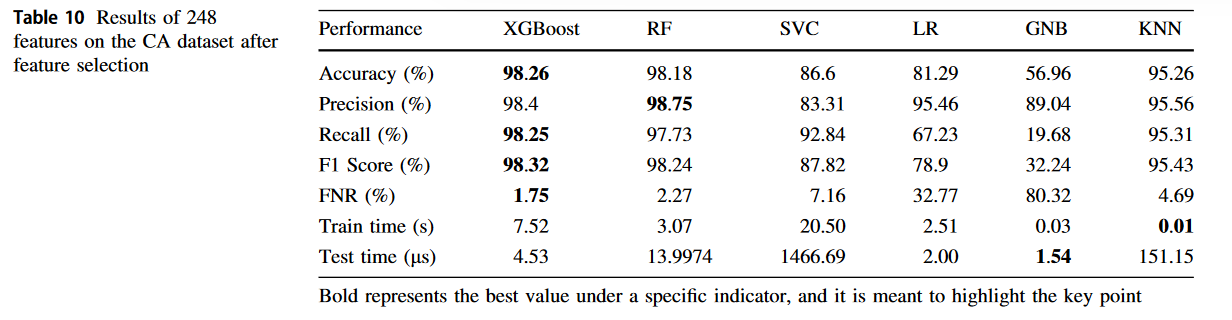 Table 10 Results of 248
features on the CA dataset after
feature selection
Performance XGBoost RF SVC LR GNB KNN
Accuracy (%) 98.26 98.18 86.6 81.29 56.96 95.26
Precision (%) 98.4 98.75 83.31 95.46 89.04 95.56
Recall (%) 98.25 97.73 92.84 67.23 19.68 95.31
F1 Score (%) 98.32 98.24 87.82 78.9 32.24 95.43
FNR (%) 1.75 2.27 7.16 32.77 80.32 4.69
Train time (s) 7.52 3.07 20.50 2.51 0.03 0.01
Test time (μs) 4.53 13.9974 1466.69 2.00 1.54 151.15
Bold represents the best value under a specific indicator, and it is meant to highlight the key point